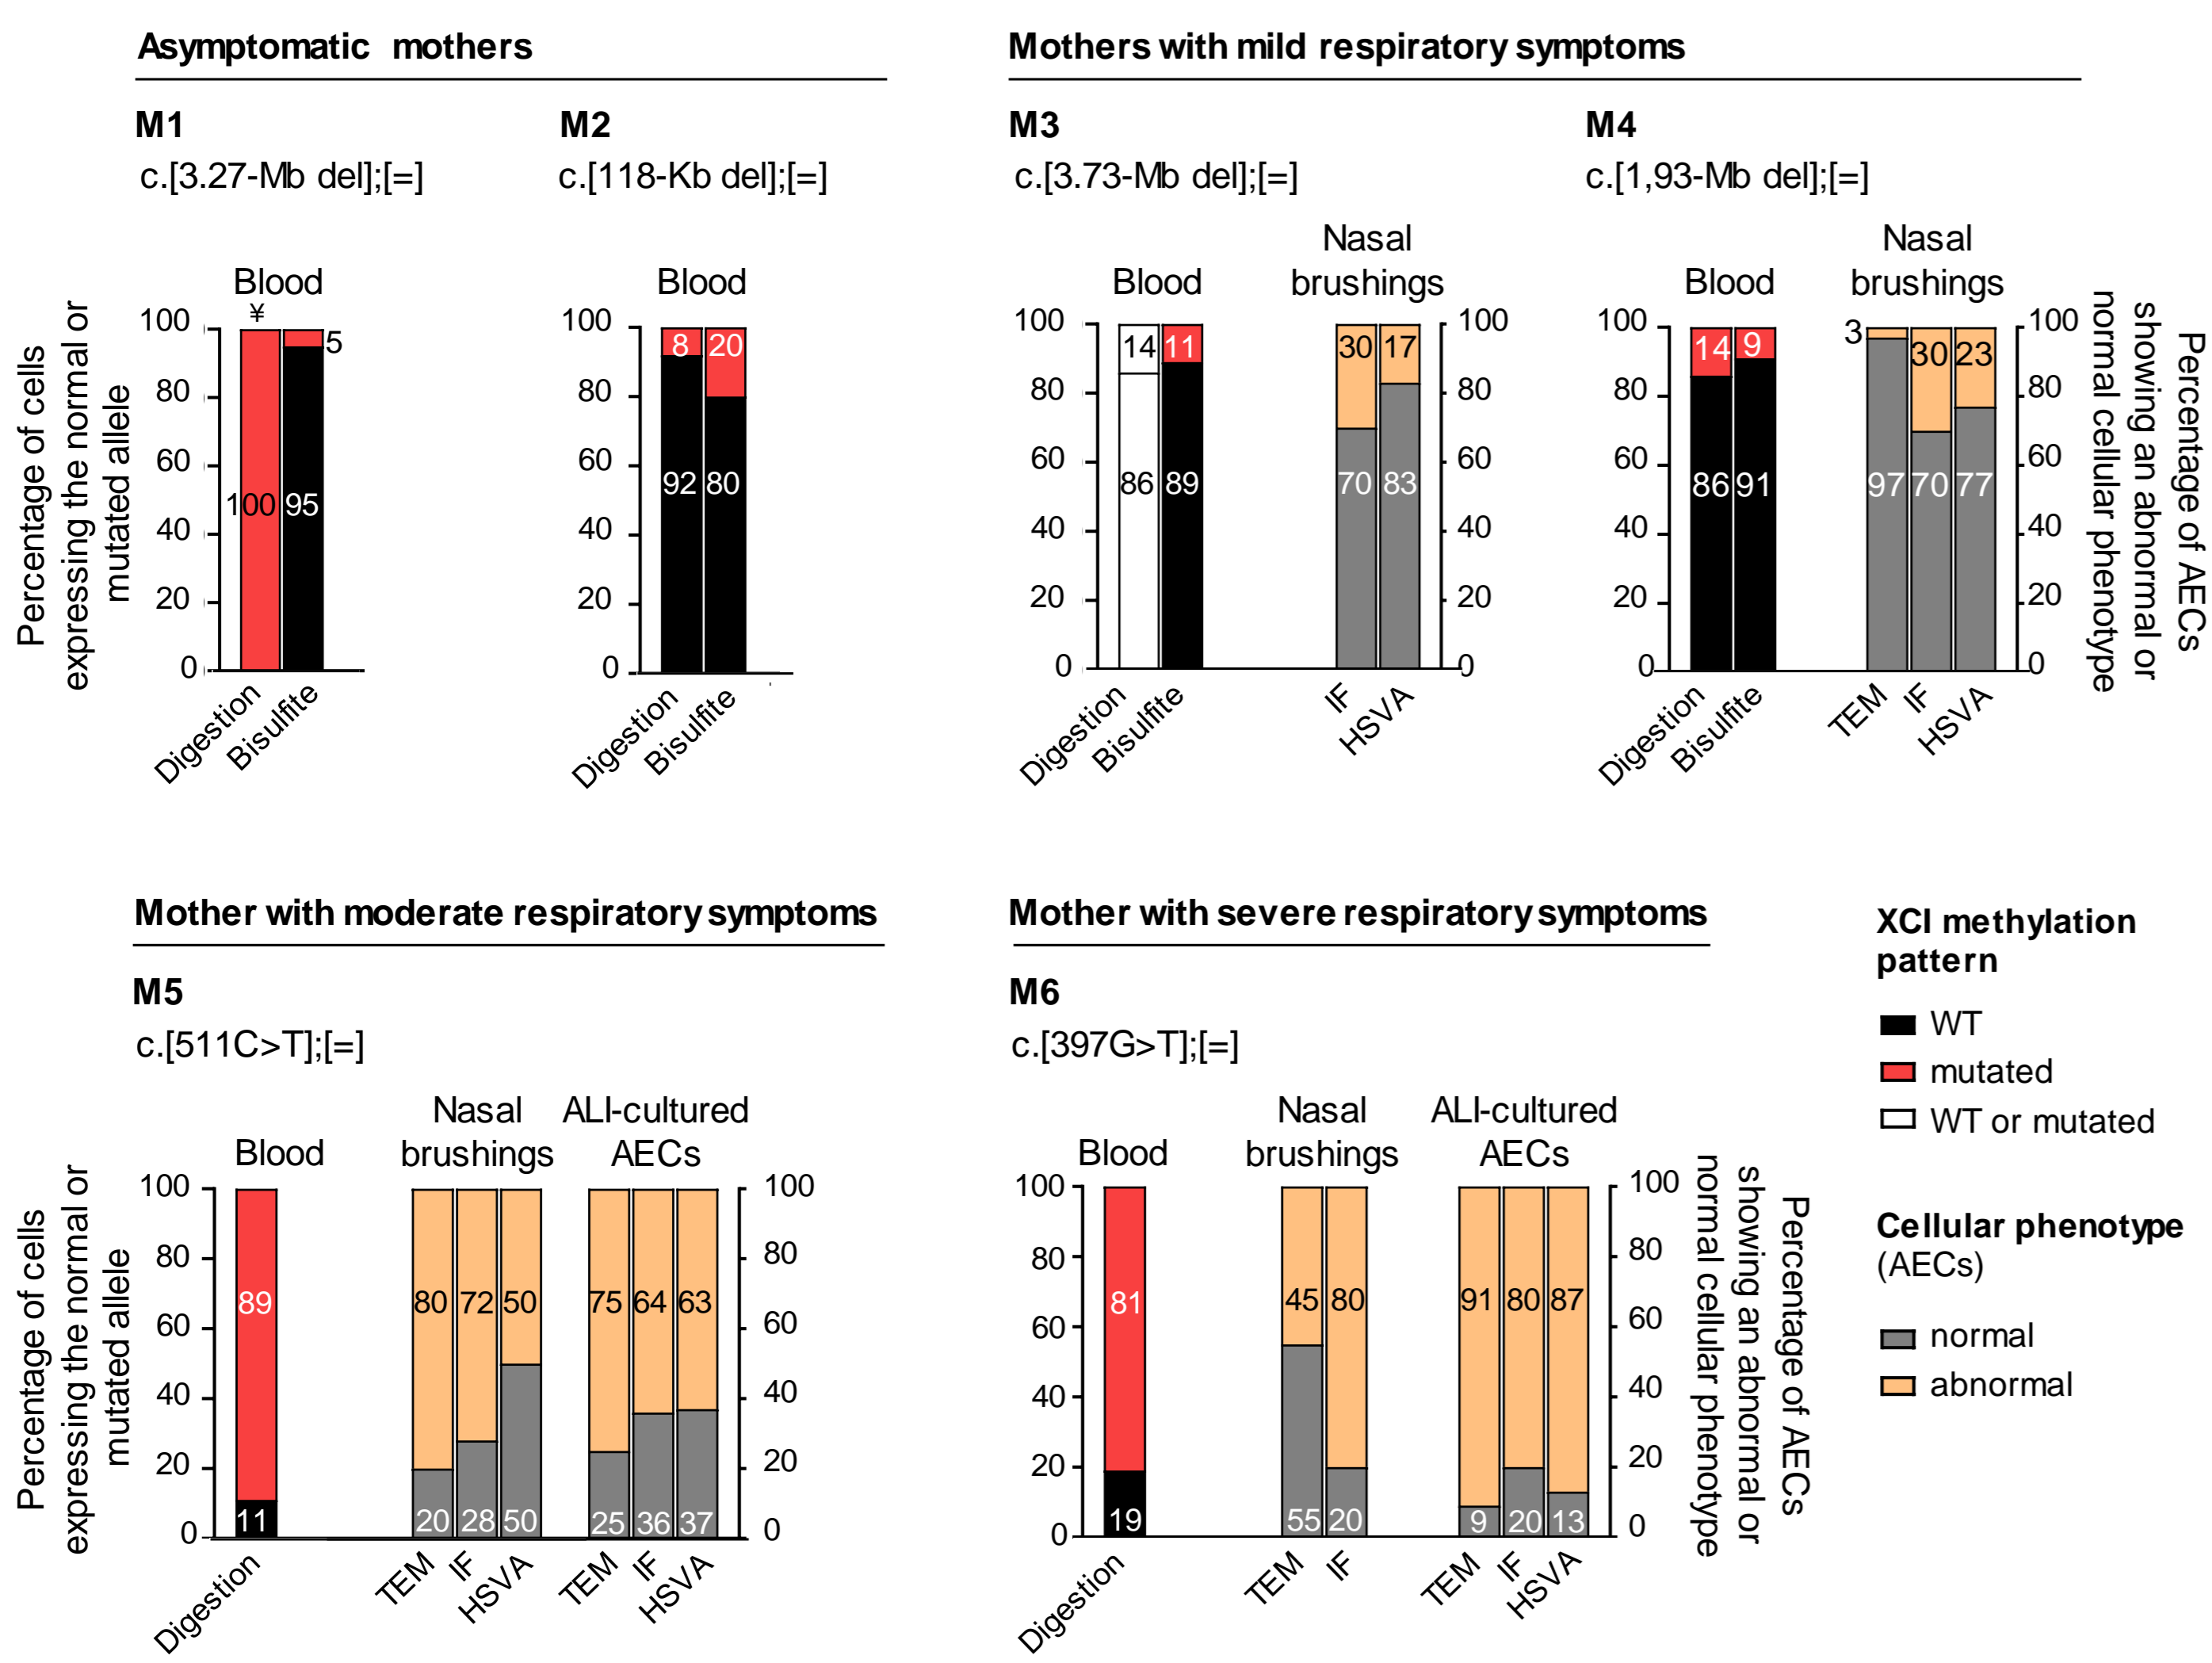 Asymptomatic mothers
Mothers with mild respiratory symptoms
M1
c.[3.27-Mb del];[=]
M2
c.[118-Kb del];[=]
M3
c.[3.73-Mb del];[=]
M4
c.[1,93-Mb del];[=]
Percentage of cells
expressing the normal or
mutated allele
Blood
¥
100
80
60
40
20
0
100
95
5
Digestion
Bisulfite
Blood
100
80
60
40
20
0
8
20
92
80
Digestion
Bisulfite
Blood
Nasal
brushings
100
80
60
40
20
0
14
11
86
89
30
17
70
83
100
80
60
40
20
0
Digestion
Bisulfite
IF
HSVA
Blood
Nasal
brushings
100
80
60
40
20
0
14
9
86
91
3
30
23
97
70
77
100
80
60
40
20
0
Digestion
Bisulfite
TEM
IF
HSVA
Percentage of AECs
showing an abnormal or
normal cellular phenotype
Mother with moderate respiratory symptoms
Mother with severe respiratory symptoms
M5
c.[511C>T];[=]
Percentage of cells
expressing the normal or
mutated allele
Blood
Nasal
brushings
ALI-cultured
AECs
100
80
60
40
20
0
89
11
80
72
50
20
28
50
75
64
63
25
36
37
100
80
60
40
20
0
Digestion
TEM
IF
HSVA
TEM
IF
HSVA
M6
c.[397G>T];[=]
Blood
Nasal
brushings
ALI-cultured
AECs
100
80
60
40
20
0
81
19
45
80
55
20
91
80
87
9
20
13
100
80
60
40
20
0
Digestion
TEM
IF
TEM
IF
HSVA
Percentage of AECs
showing an abnormal or
normal cellular phenotype
XCI methylation
pattern
WT
mutated
WT or mutated
Cellular phenotype
(AECs)
normal
abnormal